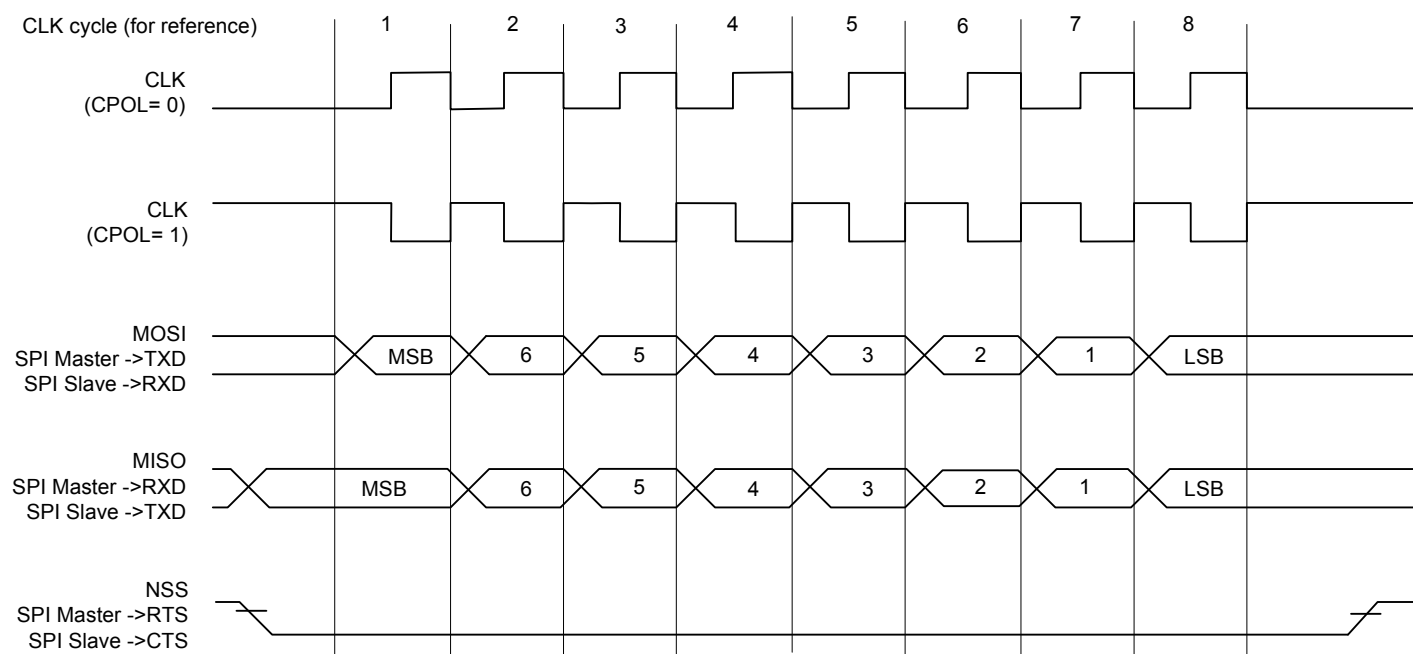 CLK cycle (for reference) 1 2 3 4 5 6 7 8
CLK
(CPOL= 0)
CLK
(CPOL= 1)
MOSI
SPI Master ->TXD MSB 6 5 4 3 2 1 LSB
SPI Slave ->RXD
MISO
SPI Master ->RXD MSB 6 5 4 3 2 1 LSB
SPI Slave ->TXD
NSS
SPI Master ->RTS
SPI Slave ->CTS